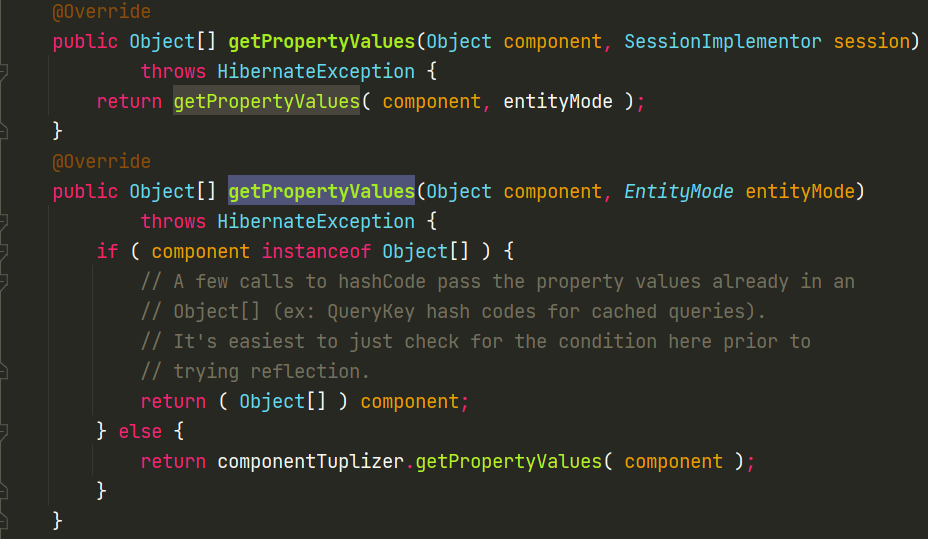 @Override
public Object[] getPropertyValues(Object component, SessionImplementor session)
        throws HibernateException {
    return getPropertyValues( component, entityMode );
}
@Override
public Object[] getPropertyValues(Object component, EntityMode entityMode)
        throws HibernateException {
    if ( component instanceof Object[] ) {
        // A few calls to hashCode pass the property values already in an
        // Object[] (ex: QueryKey hash codes for cached queries).
        // It's easiest to just check for the condition here prior to
        // trying reflection.
        return ( Object[] ) component;
    } else {
        return componentTuplizer.getPropertyValues( component );
    }
}